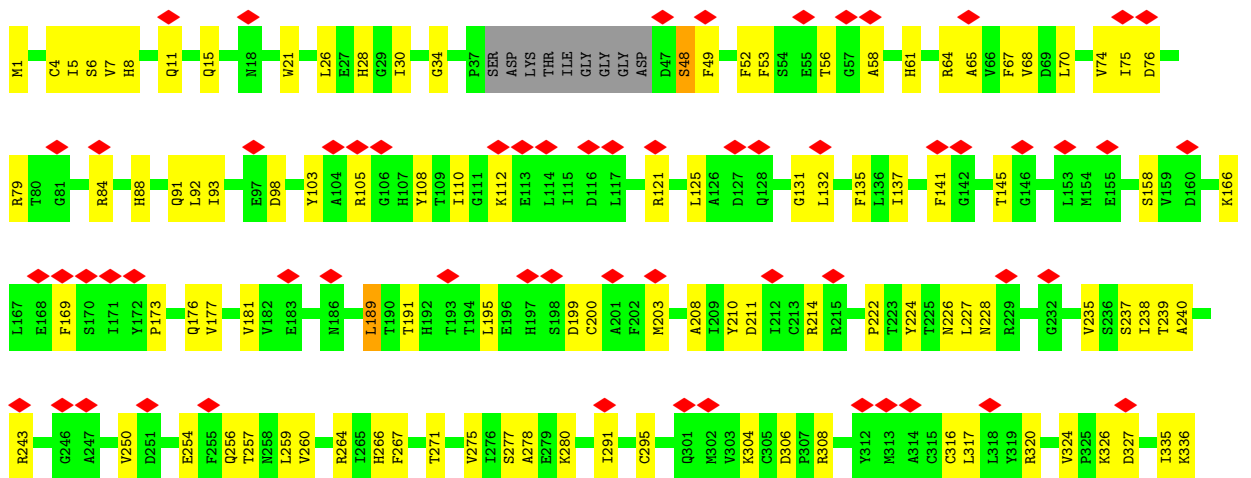 M1 C4 I5 S6 V7 H8 Q11 Q15 N18 W21 L26 E27 H28 G29 I30 G34 P37 SER ASP LYS THR ILE GLY GLY GLY ASP D47 S48 F49 F52 F53 S54 E55 T56 G57 A58 H61 R64 A65 V66 F67 V68 D69 L70 V74 I75 D76
R79 T80 G81 R84 H88 Q91 L92 I93 E97 D98 Y103 A104 R105 G106 H107 Y108 T109 I110 G111 K112 E113 L114 I115 D116 L117 R121 L125 A126 D127 Q128 G131 L132 F135 L136 I137 F141 G142 T145 G146 L153 M154 E155 S158 V159 D160 K166
L167 E168 F169 S170 I171 Y172 P173 Q176 V177 V181 V182 E183 N186 L189 T190 T191 H192 T193 T194 L195 E196 H197 S198 D199 C200 A201 F202 M203 A208 I209 Y210 D211 I212 C213 R214 R215 P222 T223 Y224 T225 N226 L227 N228 R229 G232 V235 S236 S237 I238 T239 A240
R243 G246 A247 V250 D251 E254 F255 Q256 T257 N258 L259 V260 R264 I265 H266 F267 T271 V275 I276 S277 A278 E279 K280 I291 C295 Q301 M302 V303 K304 C305 D306 P307 R308 Y312 M313 A314 C315 C316 L317 L318 Y319 R320 V324 P325 K326 D327 I335 K336